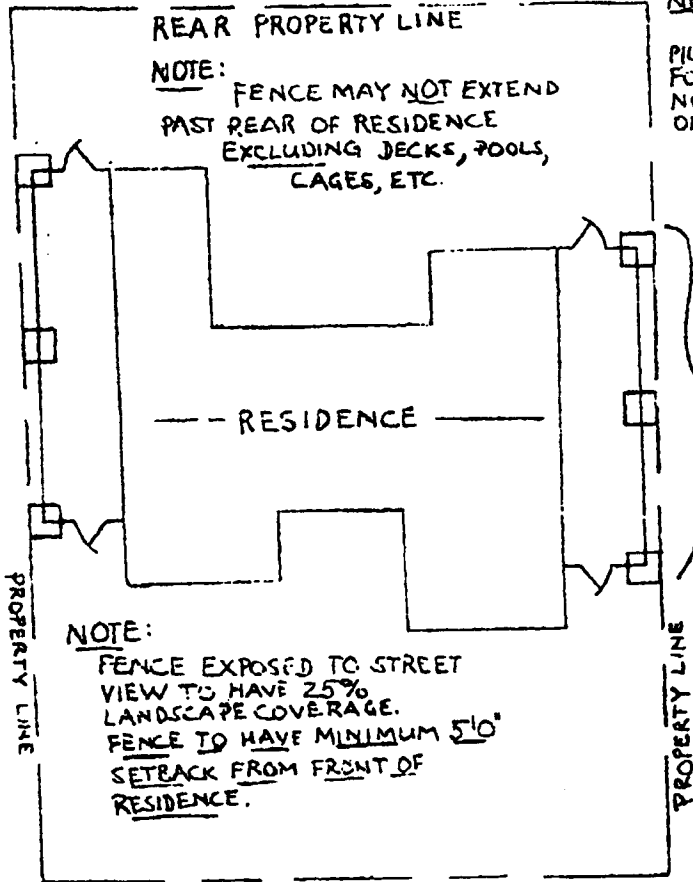 REAR PROPERTY LINE
NOTE:
FENCE MAY NOT EXTEND
PAST REAR OF RESIDENCE
EXCLUDING DECKS, POOLS,
CAGES, ETC.
RESIDENCE
PROPERTY LINE
NOTE:
FENCE EXPOSED TO STREET
VIEW TO HAVE 25%
LANDSCAPE COVERAGE.
FENCE TO HAVE MINIMUM 5'0"
SETBACK FROM FRONT OF
RESIDENCE.
PROPERTY LINE